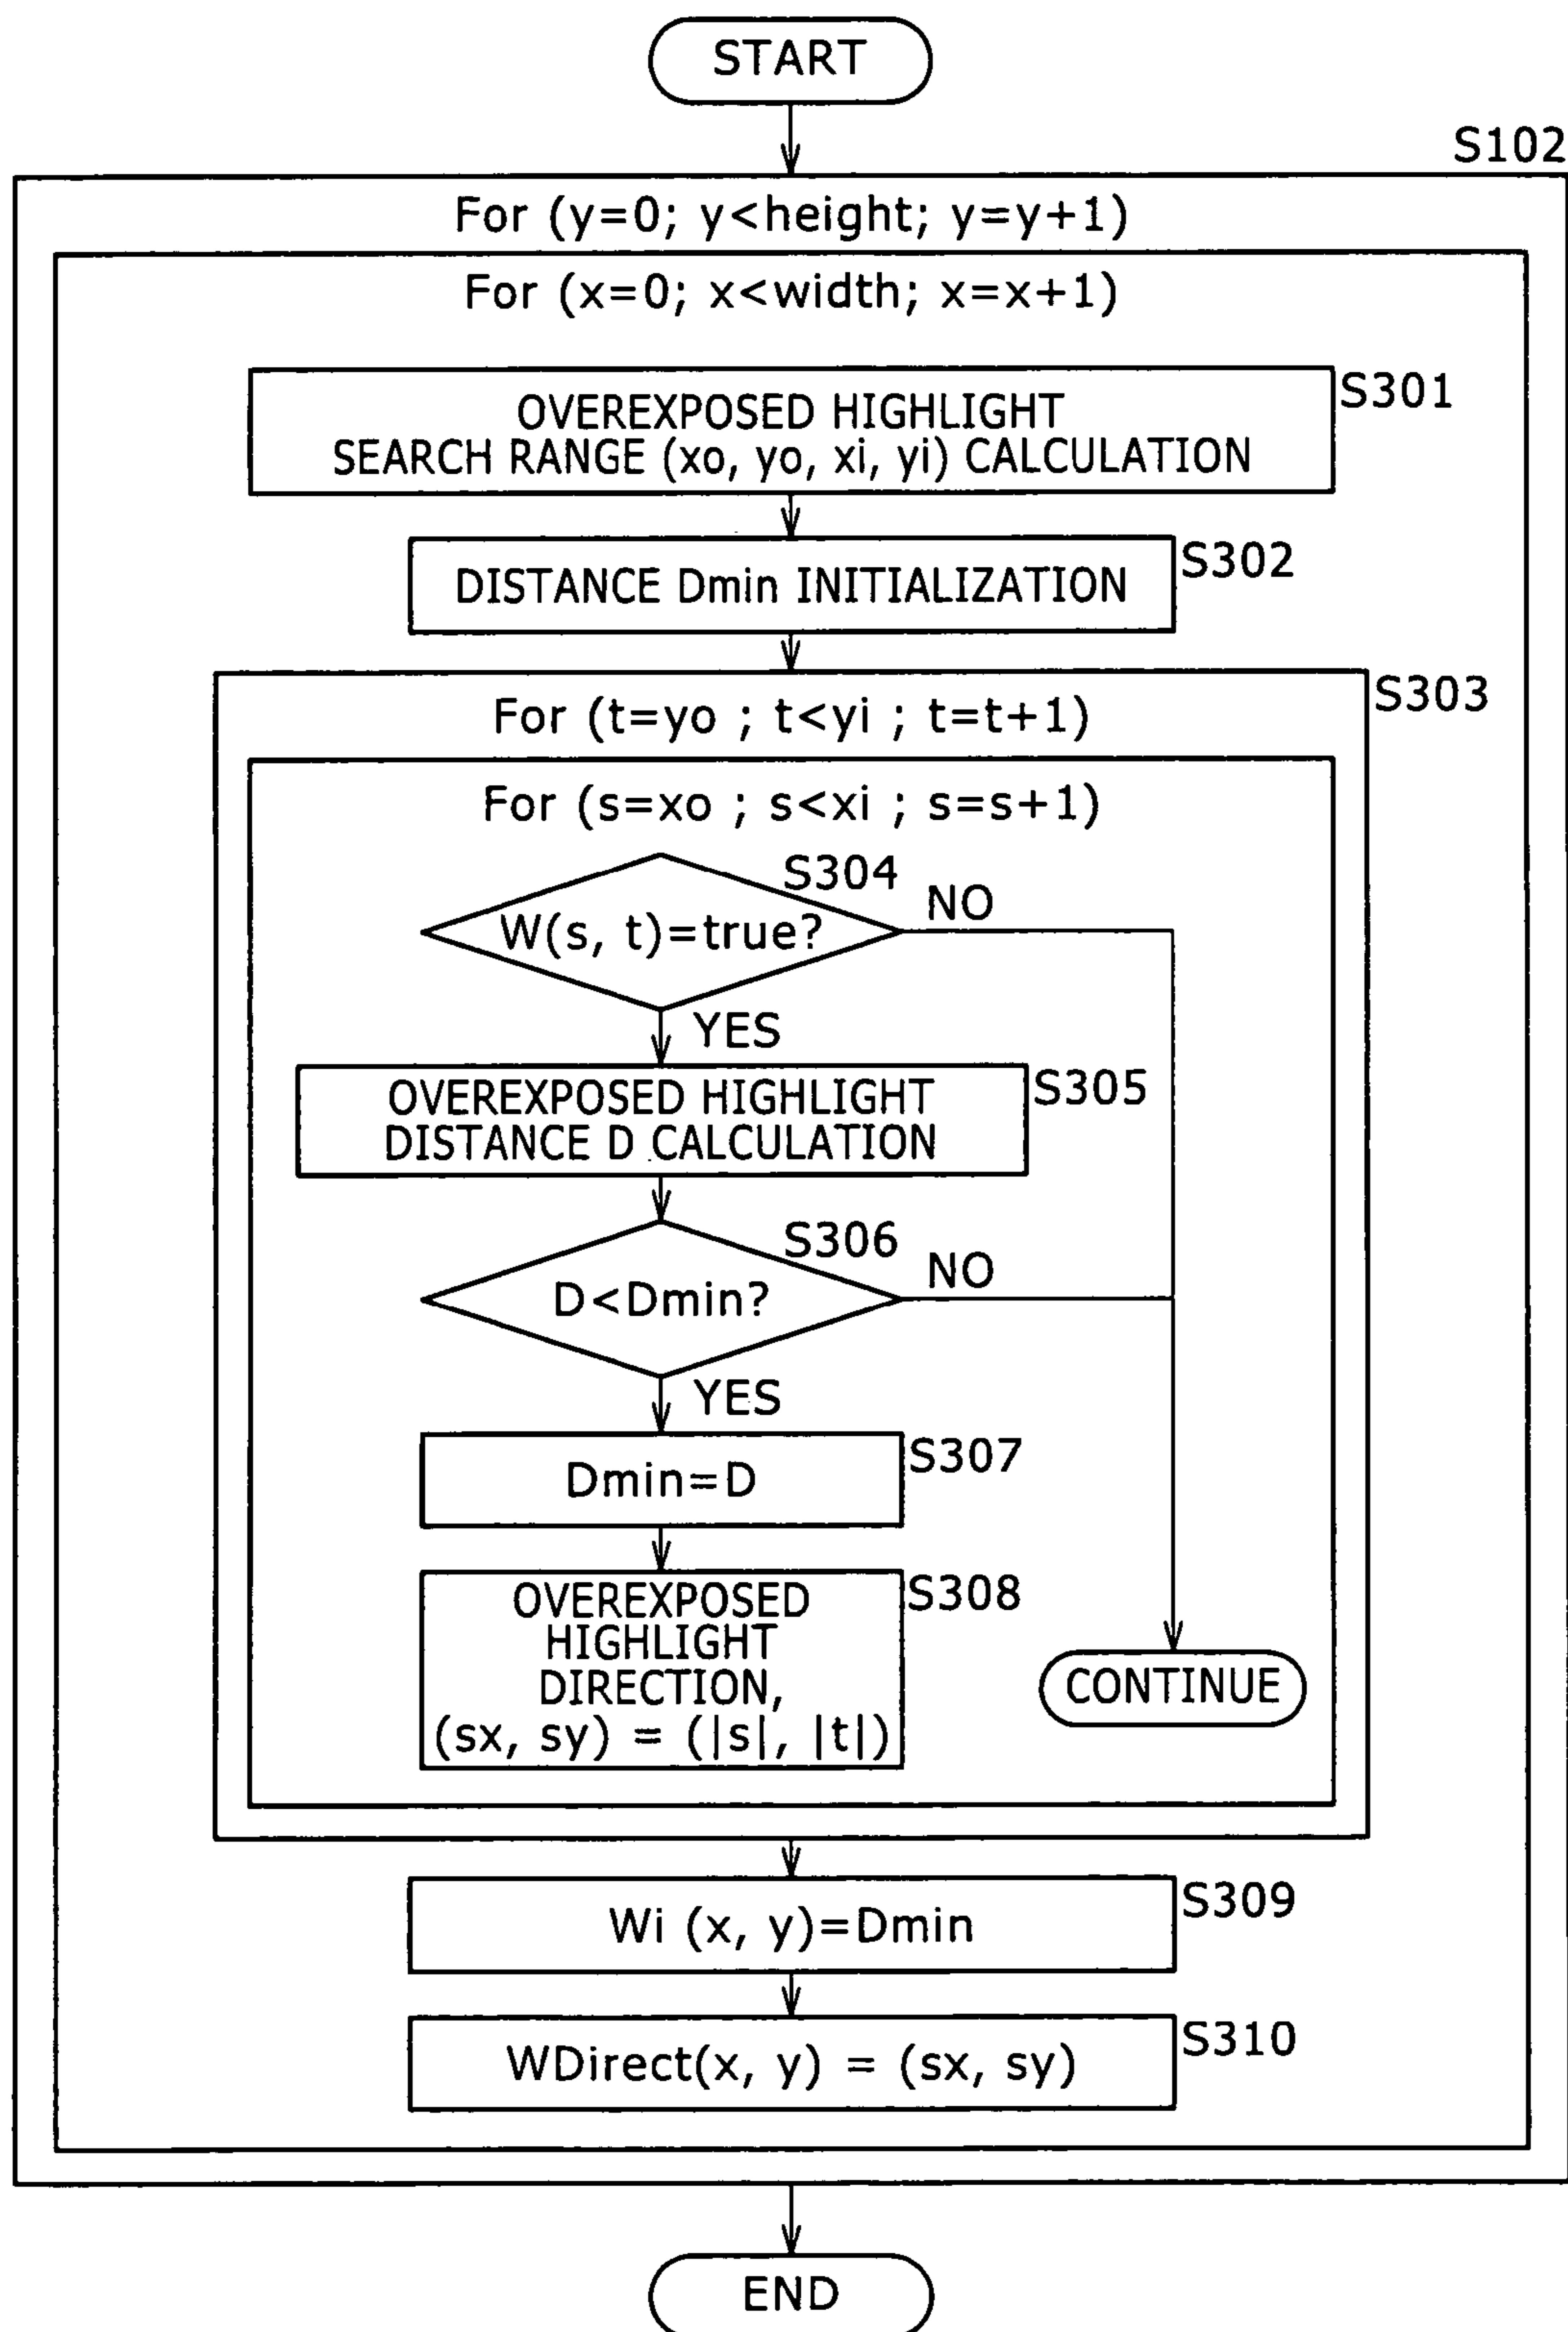 START
S102
For (y=0; y<height; y=y+1)
For (x=0; x<width; x=x+1)
OVEREXPOSED HIGHLIGHT
SEARCH RANGE (xo, yo, xi, yi) CALCULATION
S301
DISTANCE Dmin INITIALIZATION
S302
For (t=yo ; t<yi ; t=t+1)
S303
For (s=xo ; s<xi ; s=s+1)
S304
W(s, t)=true?
NO
YES
OVEREXPOSED HIGHLIGHT
DISTANCE D CALCULATION
S305
S306
D<Dmin?
NO
YES
Dmin=D
S307
OVEREXPOSED
HIGHLIGHT
DIRECTION,
(sx, sy) = (|s|, |t|)
S308
CONTINUE
Wi (x, y)=Dmin
S309
WDirect(x, y) = (sx, sy)
S310
END